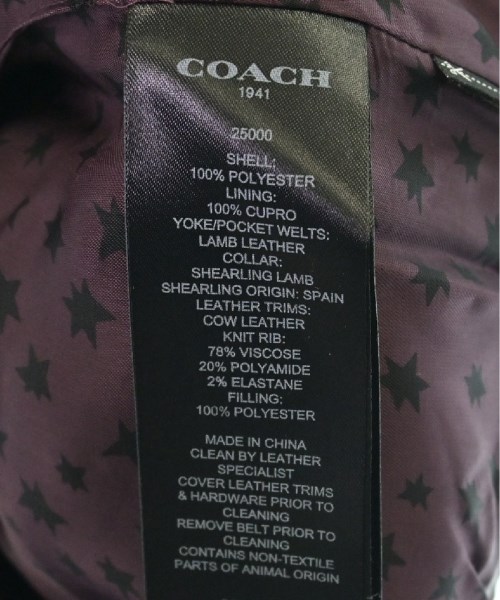 COACH
1941
25000
SHELL:
100% POLYESTER
LINING:
100% CUPRO
YOKE/POCKET WELTS:
LAMB LEATHER
COLLAR:
SHEARLING LAMB
SHEARLING ORIGIN: SPAIN
LEATHER TRIMS:
COW LEATHER
KNIT RIB:
78% VISCOSE
20% POLYAMIDE
2% ELASTANE
FILLING:
100% POLYESTER
MADE IN CHINA
CLEAN BY LEATHER
SPECIALIST
COVER LEATHER TRIMS
& HARDWARE PRIOR TO
CLEANING
REMOVE BELT PRIOR TO
CLEANING
CONTAINS NON-TEXTILE
PARTS OF ANIMAL ORIGIN